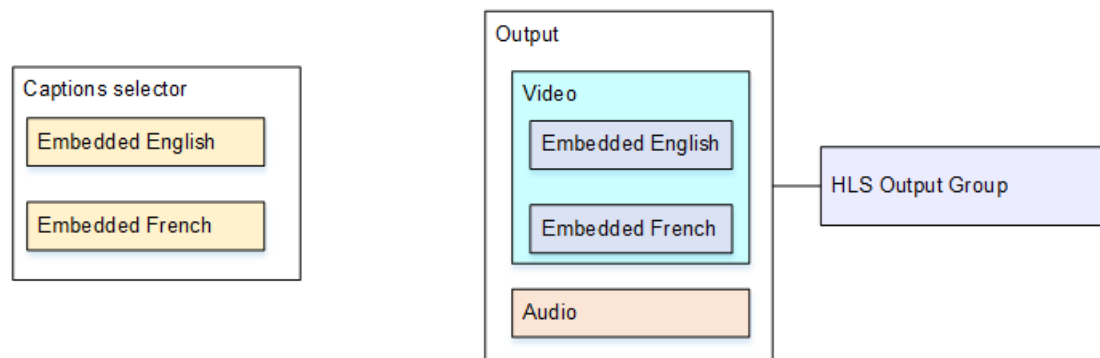 Captions selector
Embedded English
Embedded French
Output
Video
Embedded English
Embedded French
Audio
HLS Output Group